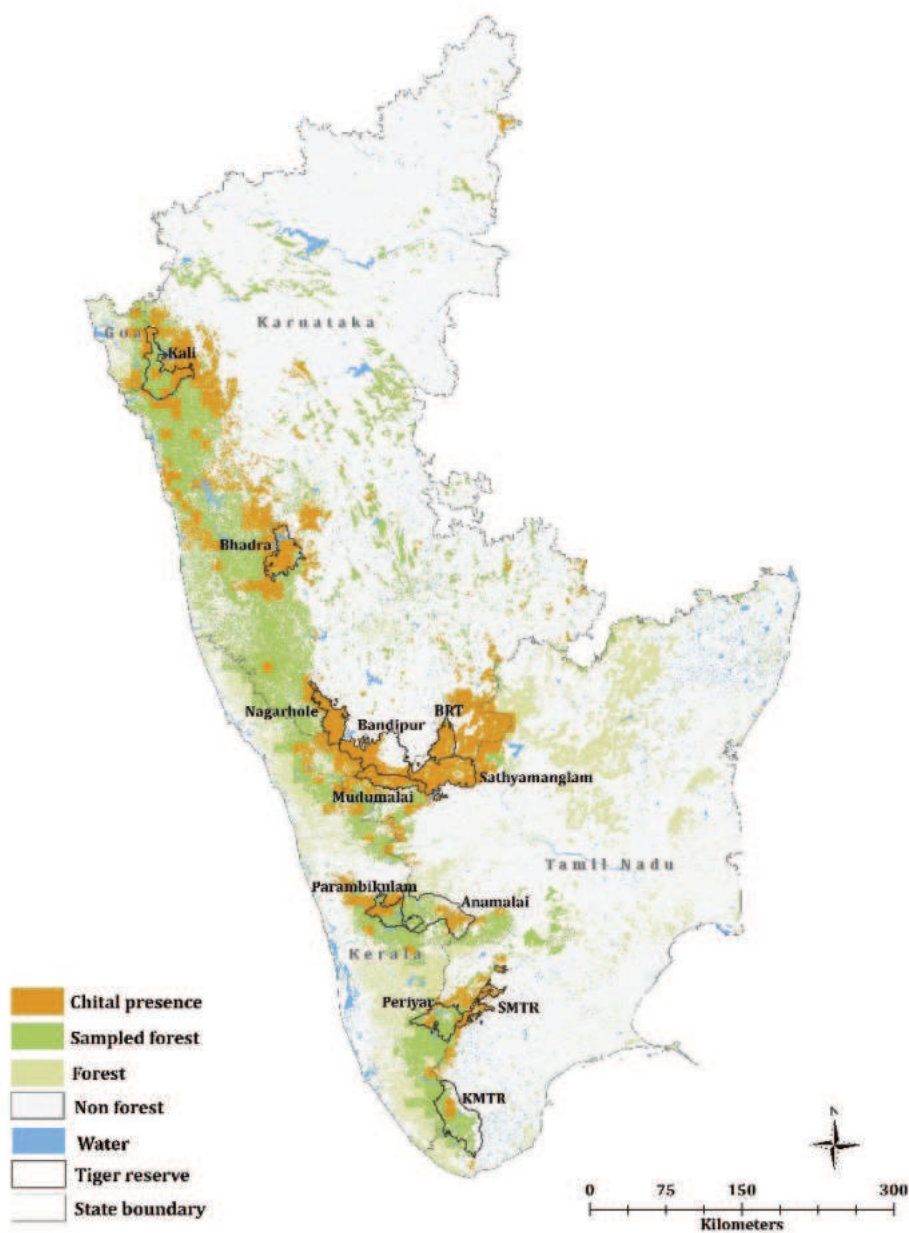 Karnataka
Goa
Kali
Bhadra
Nagarhole
Bandipur
BRT
Sathyamanglam
Mudumalai
Tamil Nadu
Parambikulam
Anamalai
Kerala
Periyar
SMTR
KMTR
Chital presence
Sampled forest
Forest
Non forest
Water
Tiger reserve
State boundary
N
0 75 150 300
Kilometers